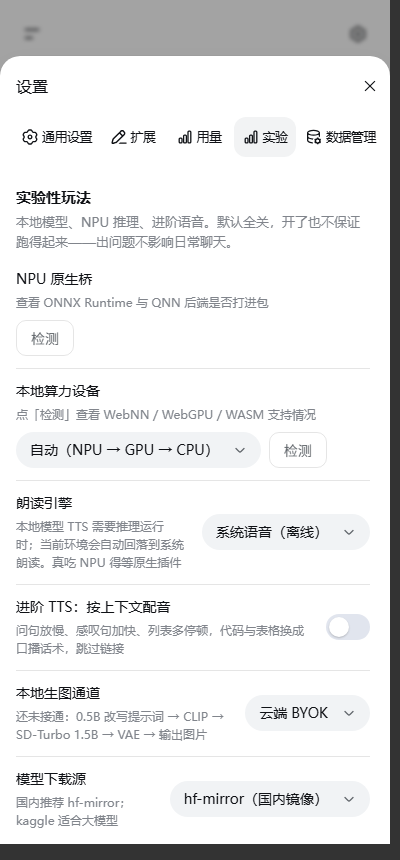 设置
通用设置 扩展 用量 实验 数据管理
实验性玩法
本地模型、NPU 推理、进阶语音。默认全关，开了也不保证
跑得起来——出问题不影响日常聊天。
NPU 原生桥
查看 ONNX Runtime 与 QNN 后端是否打进包
检测
本地算力设备
点「检测」查看 WebNN / WebGPU / WASM 支持情况
自动（NPU → GPU → CPU） 检测
朗读引擎
本地模型 TTS 需要推理运行
时；当前环境会自动回落到系统
朗读。真吃 NPU 得等原生插件
系统语音（离线）
进阶 TTS：按上下文配音
问句放慢、感叹句加快、列表多停顿，代码与表格换成
口播话术，跳过链接
本地生图通道
还未接通：0.5B 改写提示词 → CLIP →
SD-Turbo 1.5B → VAE → 输出图片
云端 BYOK
模型下载源
国内推荐 hf-mirror；
kaggle 适合大模型
hf-mirror（国内镜像）